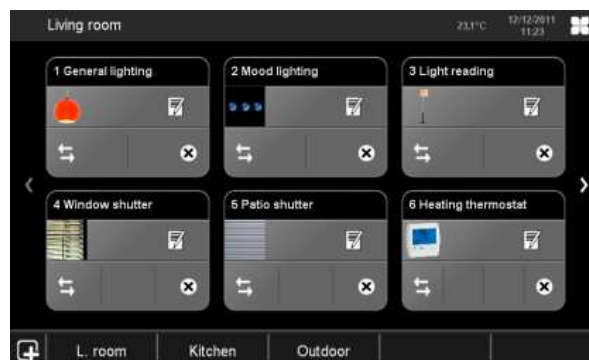 Living room
23,1°C
12/12/2011
11:23
1 General lighting
2 Mood lighting
3 Light reading
4 Window shutter
5 Patio shutter
6 Heating thermostat
L. room
Kitchen
Outdoor